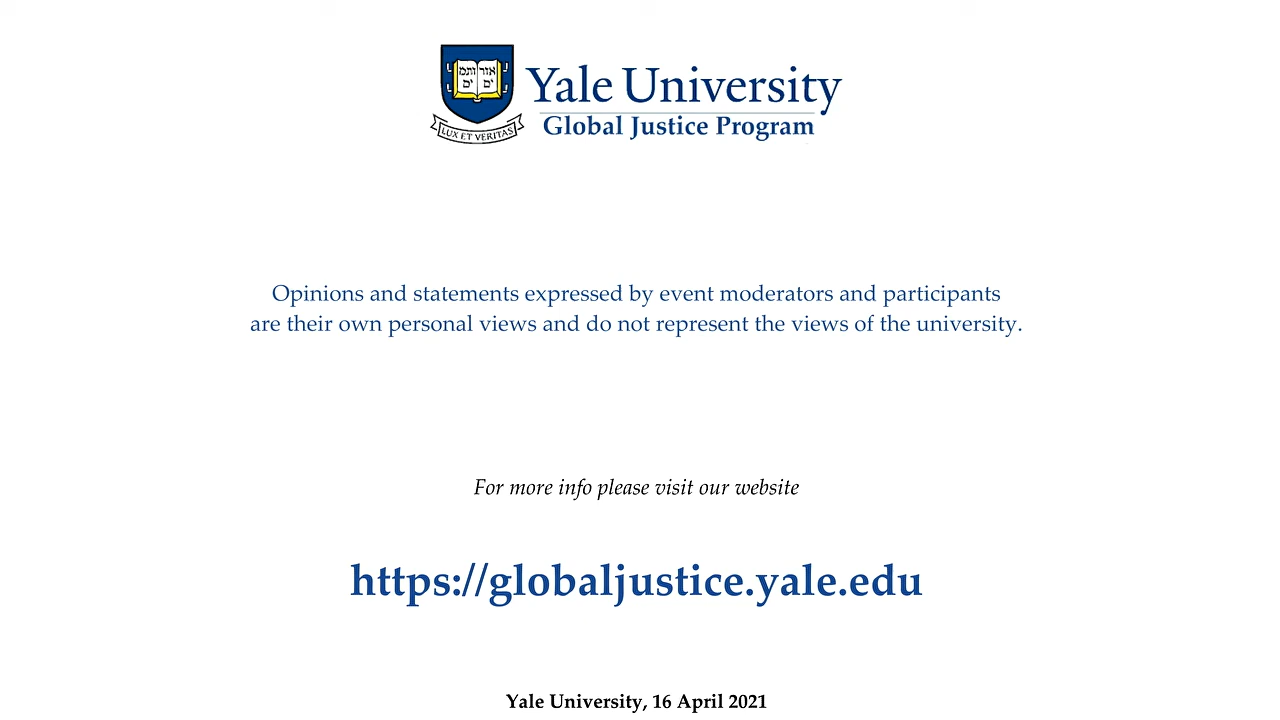 אורים
ותמים
Yale University
LUX ET VERITAS
Global Justice Program
Opinions and statements expressed by event moderators and participants
are their own personal views and do not represent the views of the university.
For more info please visit our website
https://globaljustice.yale.edu
Yale University, 16 April 2021